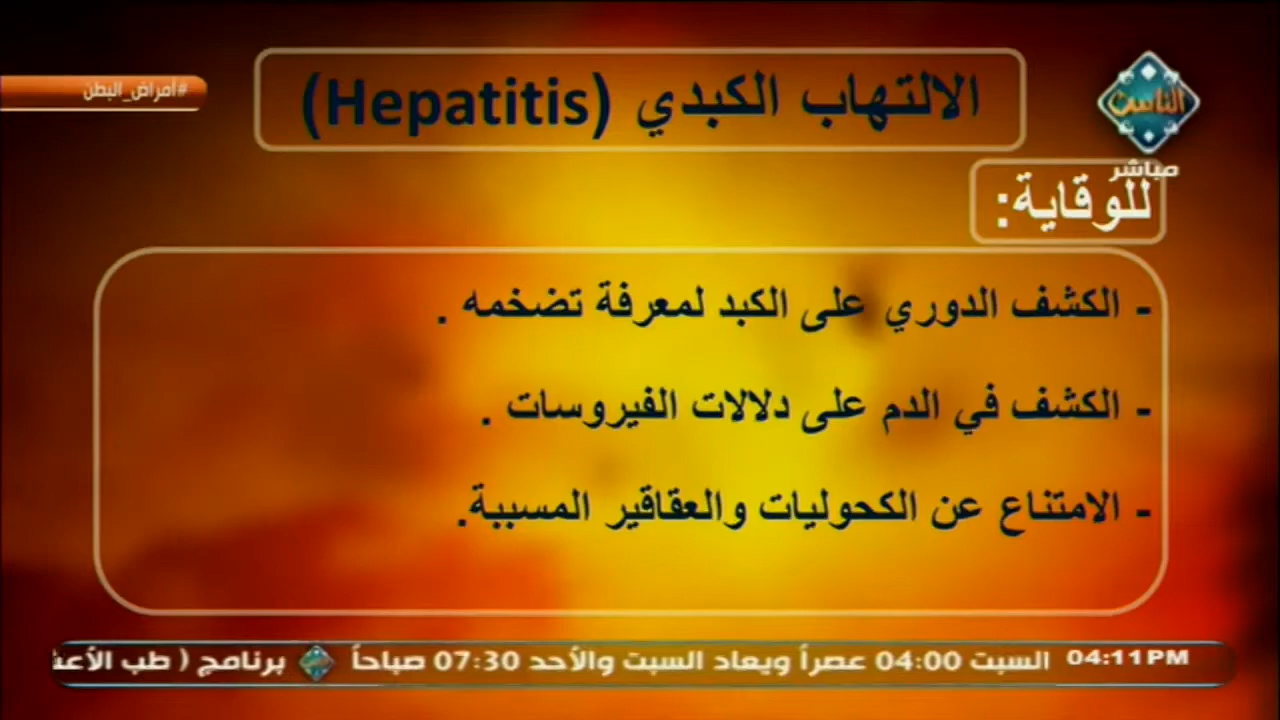 #أمراض_البطن
الالتهاب الكبدي (Hepatitis)
الناس
مباشر
للوقاية:
- الكشف الدوري على الكبد لمعرفة تضخمه .
- الكشف في الدم على دلالات الفيروسات .
- الامتناع عن الكحوليات والعقاقير المسببة.
04:11PM
السبت 04:00 عصراً ويعاد السبت والأحد 07:30 صباحاً برنامج ( طب